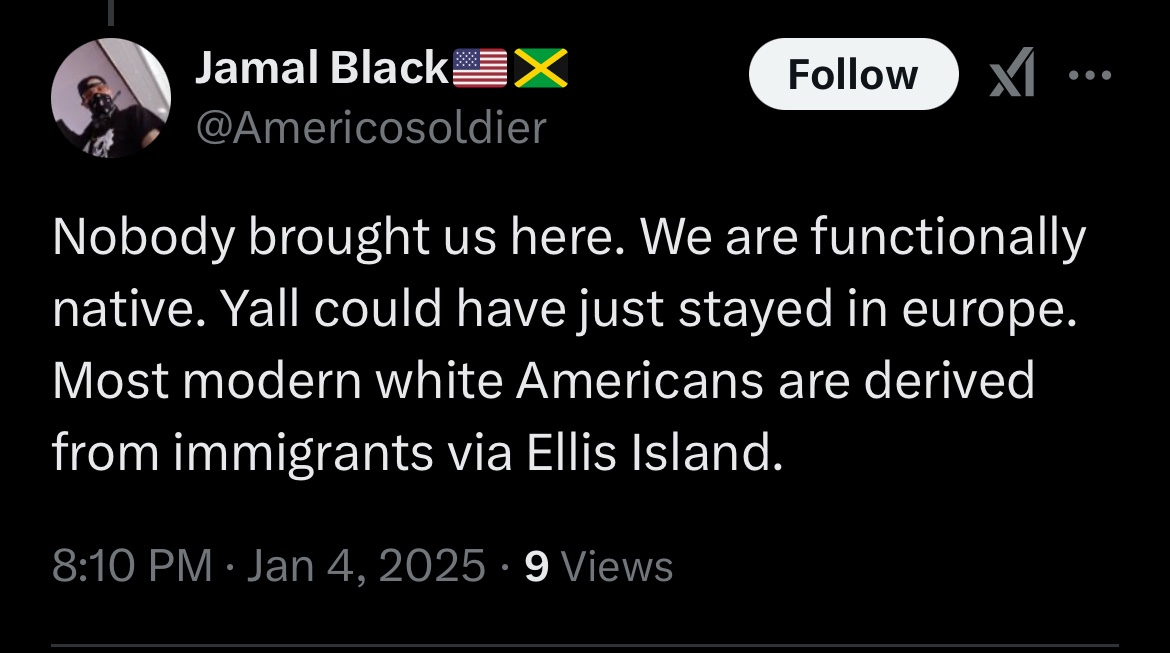 Jamal Black🇺🇸🇯🇲
Follow
@Americosoldier
Nobody brought us here. We are functionally
native. Yall could have just stayed in europe.
Most modern white Americans are derived
from immigrants via Ellis Island.
8:10 PM · Jan 4, 2025 · 9 Views